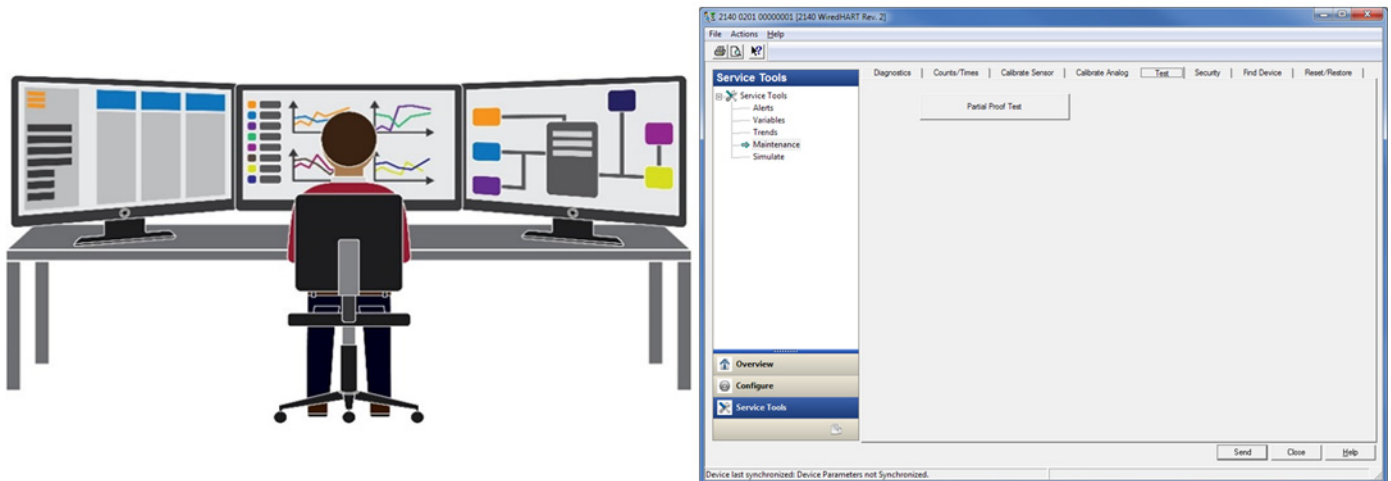 2140 0201 00000001 [2140 WiredHART Rev. 2]
File Actions Help
Service Tools
Diagnostics Counts/Times Calibrate Sensor Calibrate Analog Test Security Find Device Reset/Restore
Service Tools
Alerts
Variables
Trends
Maintenance
Simulate
Partial Proof Test
Overview
Configure
Service Tools
Send Close Help
Device last synchronized: Device Parameters not Synchronized.